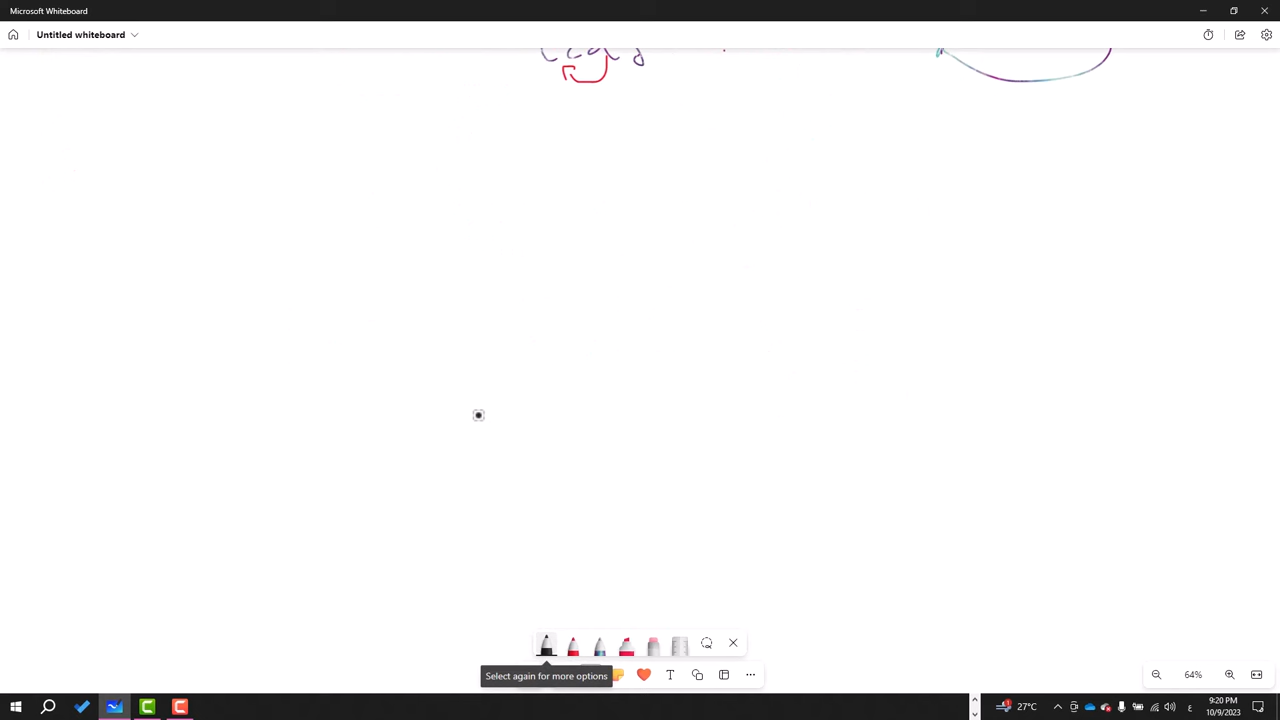 Microsoft Whiteboard
Untitled whiteboard
Select again for more options
64%
27°C
9:20 PM
10/9/2023